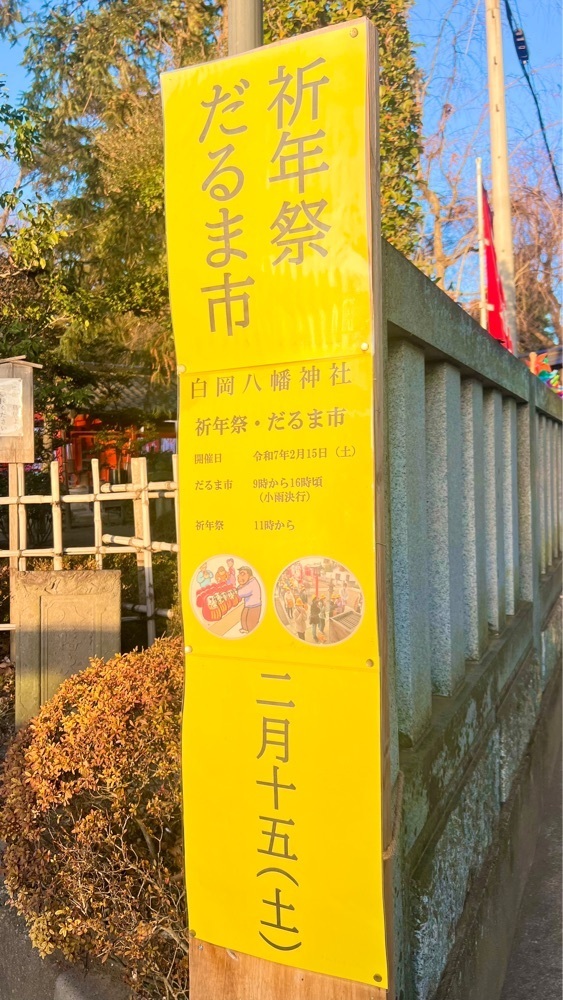 祈年祭
だるま市
白岡八幡神社
祈年祭・だるま市
開催日 令和7年2月15日（土）
だるま市 9時から16時頃
（小雨決行）
祈年祭 11時から
二月十五(土)